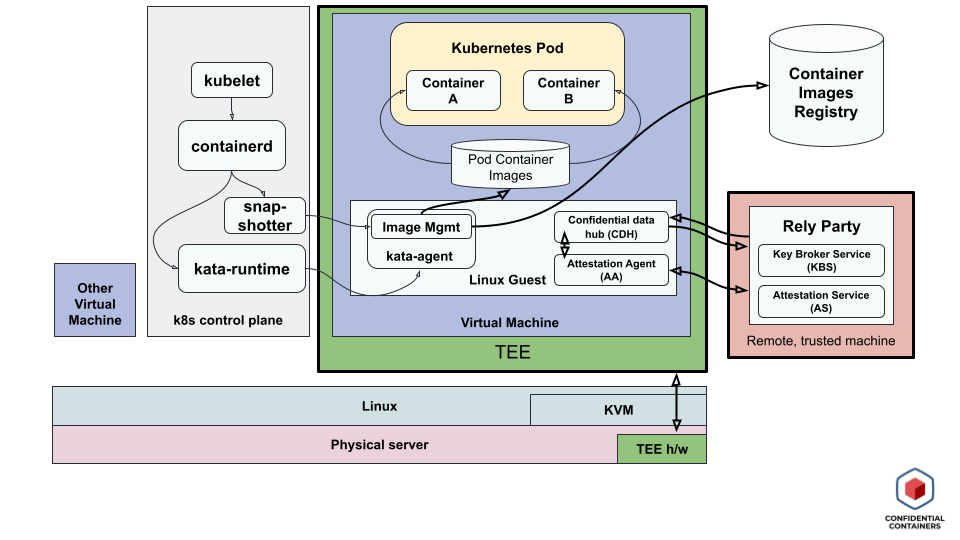 kubelet
containerd
snap-
shotter
kata-runtime
k8s control plane
Other
Virtual
Machine
Kubernetes Pod
Container
A
Container
B
Pod Container
Images
Image Mgmt
kata-agent
Confidential data
hub (CDH)
Attestation Agent
(AA)
Linux Guest
Virtual Machine
TEE
Container
Images
Registry
Rely Party
Key Broker Service
(KBS)
Attestation Service
(AS)
Remote, trusted machine
Linux
KVM
Physical server
TEE h/w
CONFIDENTIAL
CONTAINERS